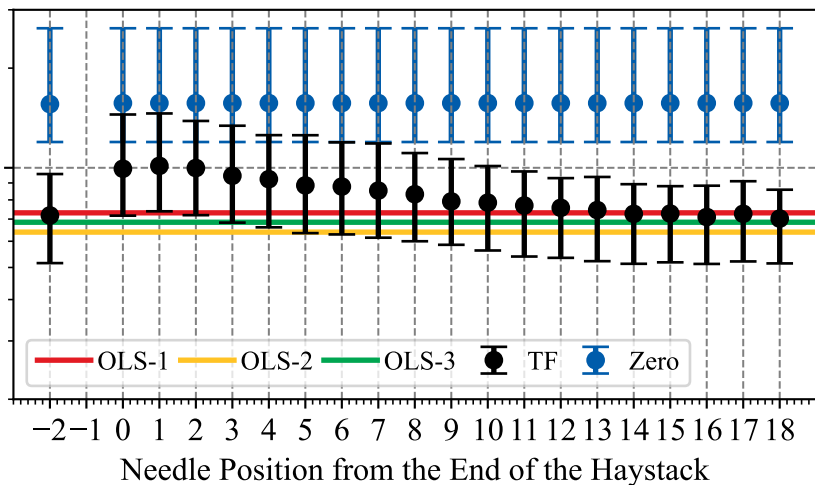 OLS-1 OLS-2 OLS-3 TF Zero
−2 −1 0 1 2 3 4 5 6 7 8 9 10 11 12 13 14 15 16 17 18
Needle Position from the End of the Haystack